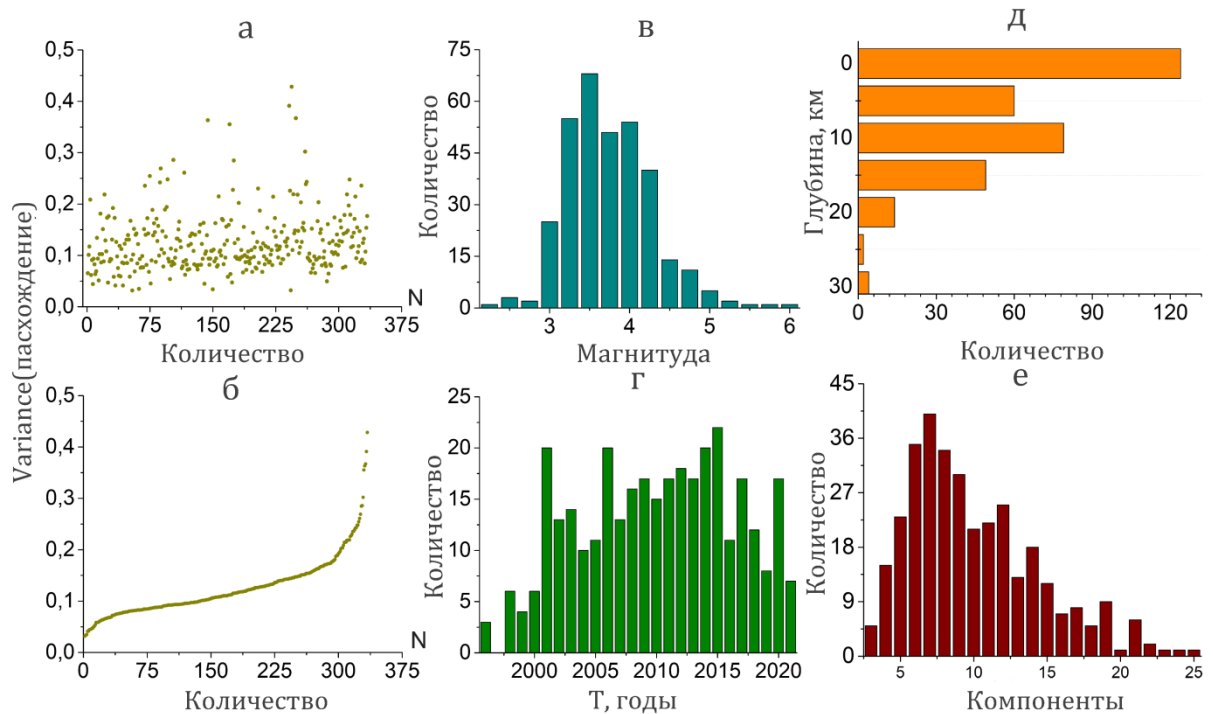 а
0,5
0,4
0,3
0,2
0,1
0,0
0 75 150 225 300 375
N
Количество
Variance(пасхождение)
б
0,5
0,4
0,3
0,2
0,1
0,0
0 75 150 225 300
N
Количество
в
75
60
45
30
15
0
Количество
3 4 5 6
Магнитуда
г
25
20
15
10
5
0
Количество
2000 2005 2010 2015 2020
Т, годы
д
0
10
20
30
Глубина, км
0 30 60 90 120
Количество
е
45
36
27
18
9
0
Количество
5 10 15 20 25
Компоненты